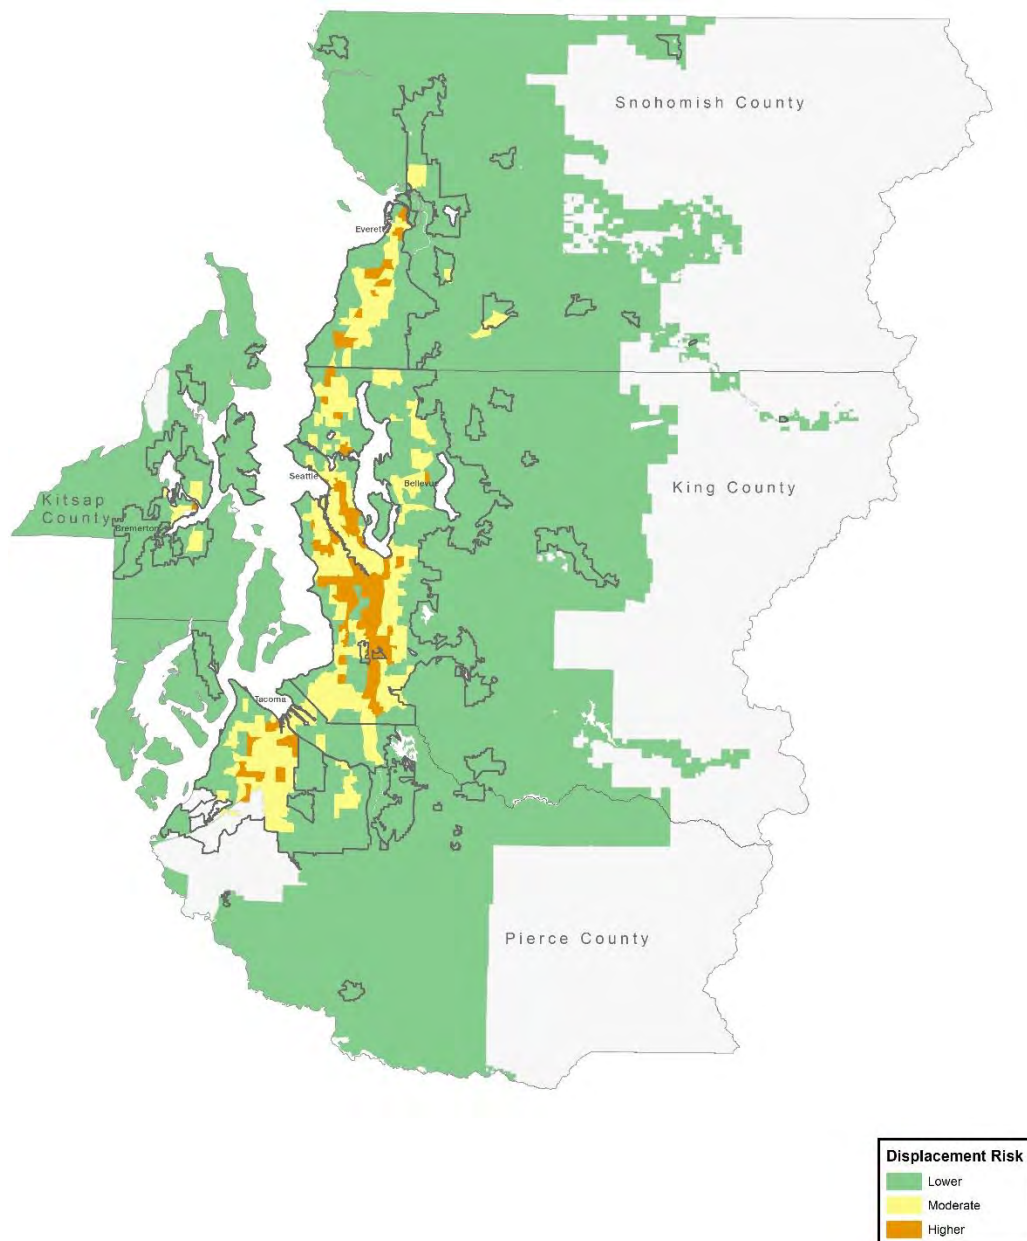 Snohomish County
Everett
King County
Seattle
Bellevue
Kitsap
County
Bremerton
Tacoma
Pierce County
Displacement Risk
Lower
Moderate
Higher